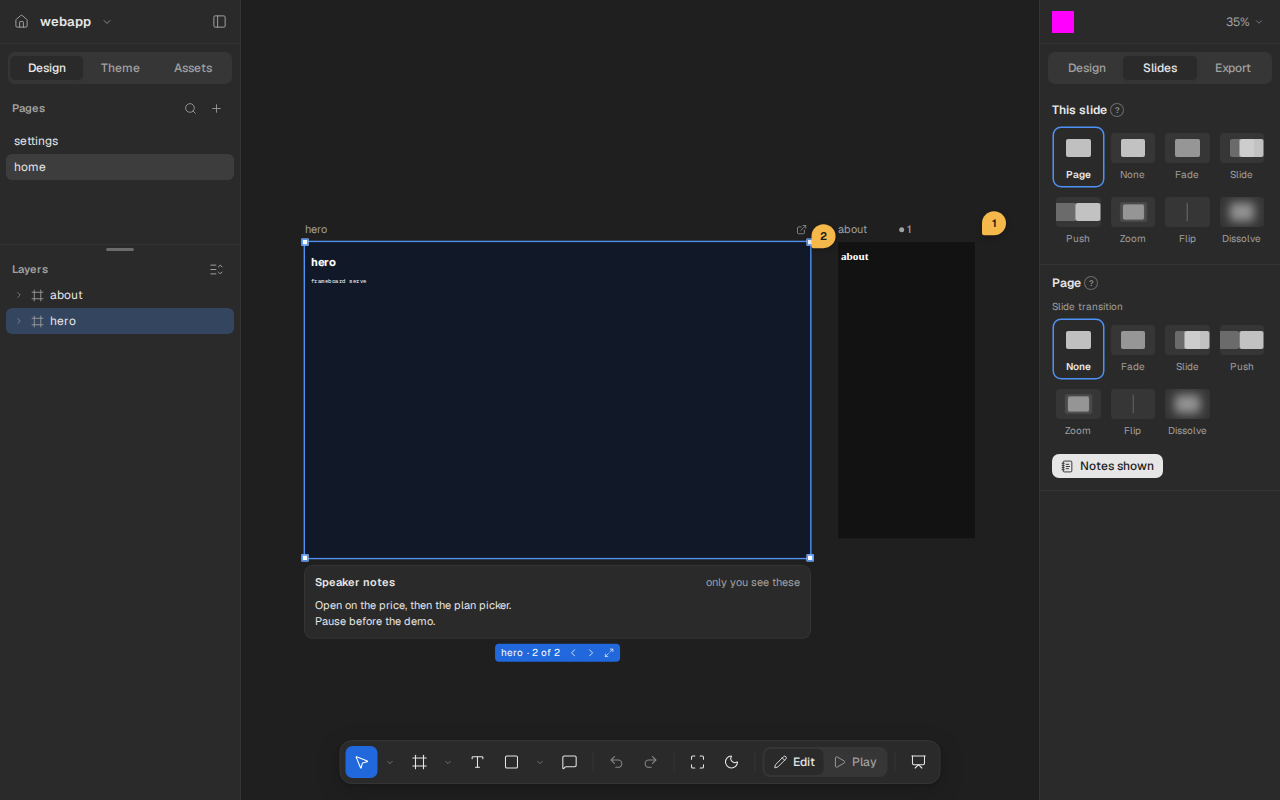 webapp
Design
Theme
Assets
Pages
settings
home
Layers
about
hero
hero
2
about
1
1
hero
frameboard serve
about
Speaker notes
only you see these
Open on the price, then the plan picker.
Pause before the demo.
hero - 2 of 2
Edit
Play
35%
Design
Slides
Export
This slide ?
Page
None
Fade
Slide
Push
Zoom
Flip
Dissolve
Page ?
Slide transition
None
Fade
Slide
Push
Zoom
Flip
Dissolve
Notes shown